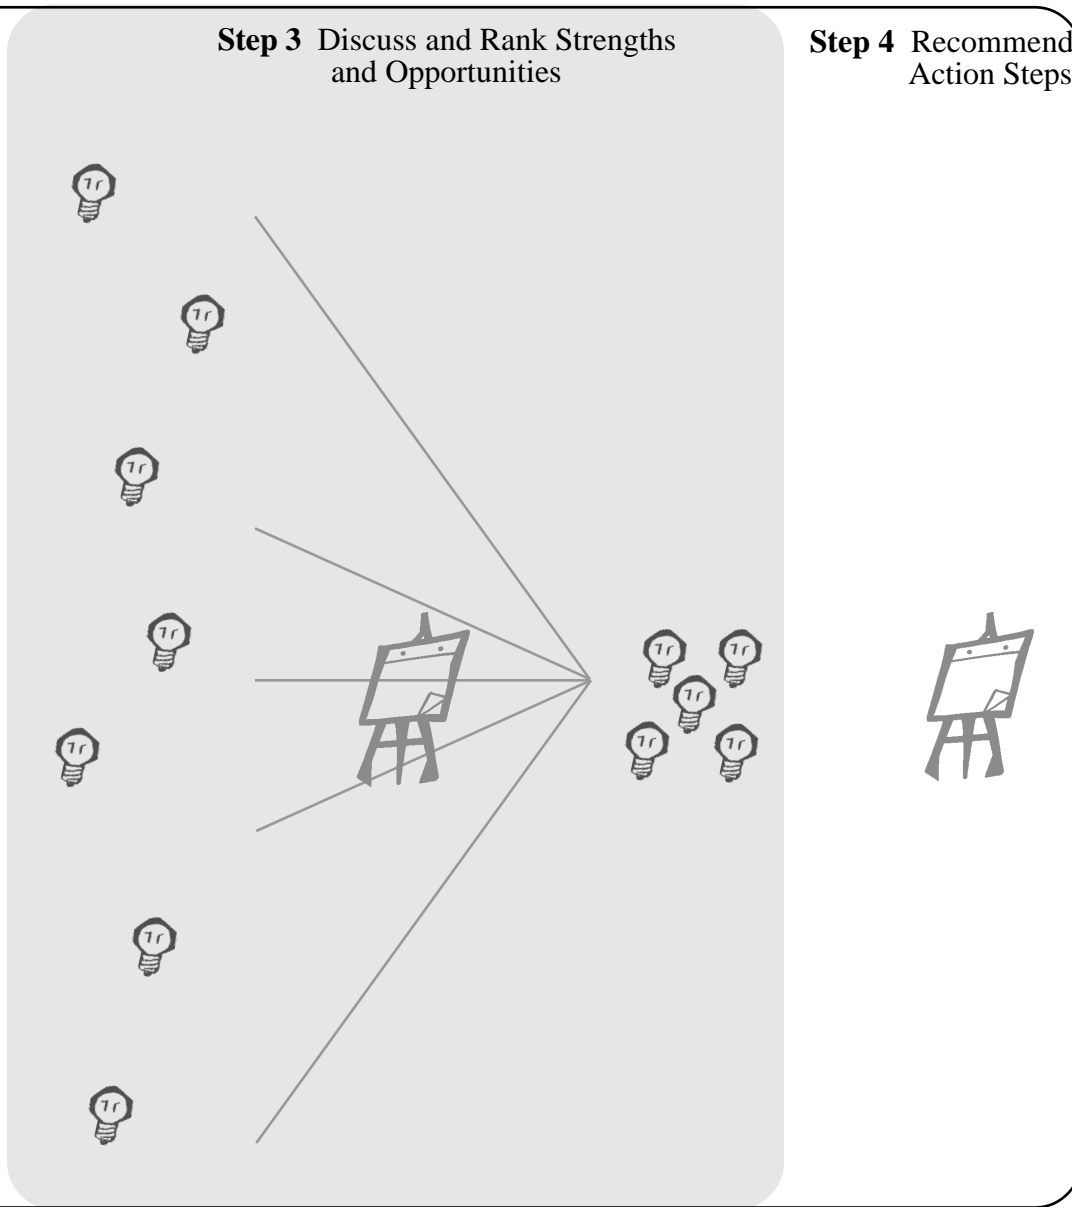 Step 3 Discuss and Rank Strengths
and Opportunities
Step 4 Recommend
Action Steps